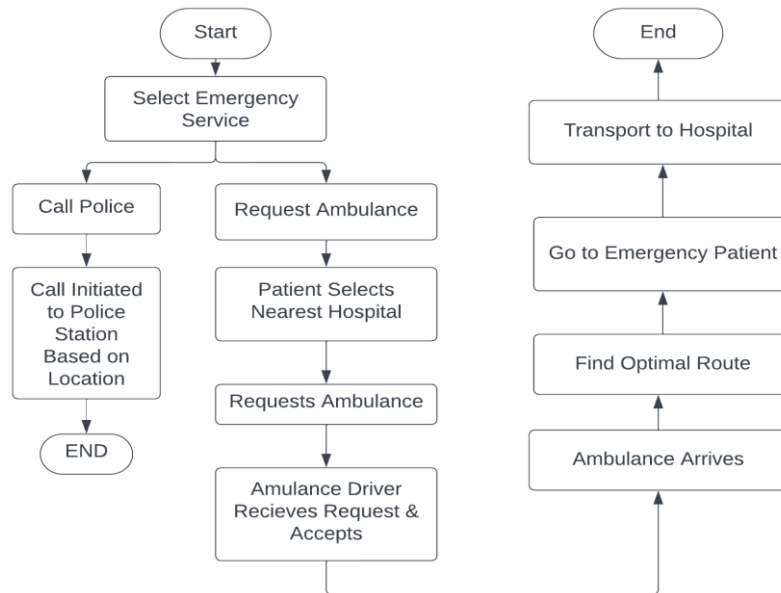 Start
Select Emergency
Service
Call Police
Call Initiated
to Police
Station
Based on
Location
END
Request Ambulance
Patient Selects
Nearest Hospital
Requests Ambulance
Amulance Driver
Recieves Request &
Accepts
Ambulance Arrives
Find Optimal Route
Go to Emergency Patient
Transport to Hospital
End